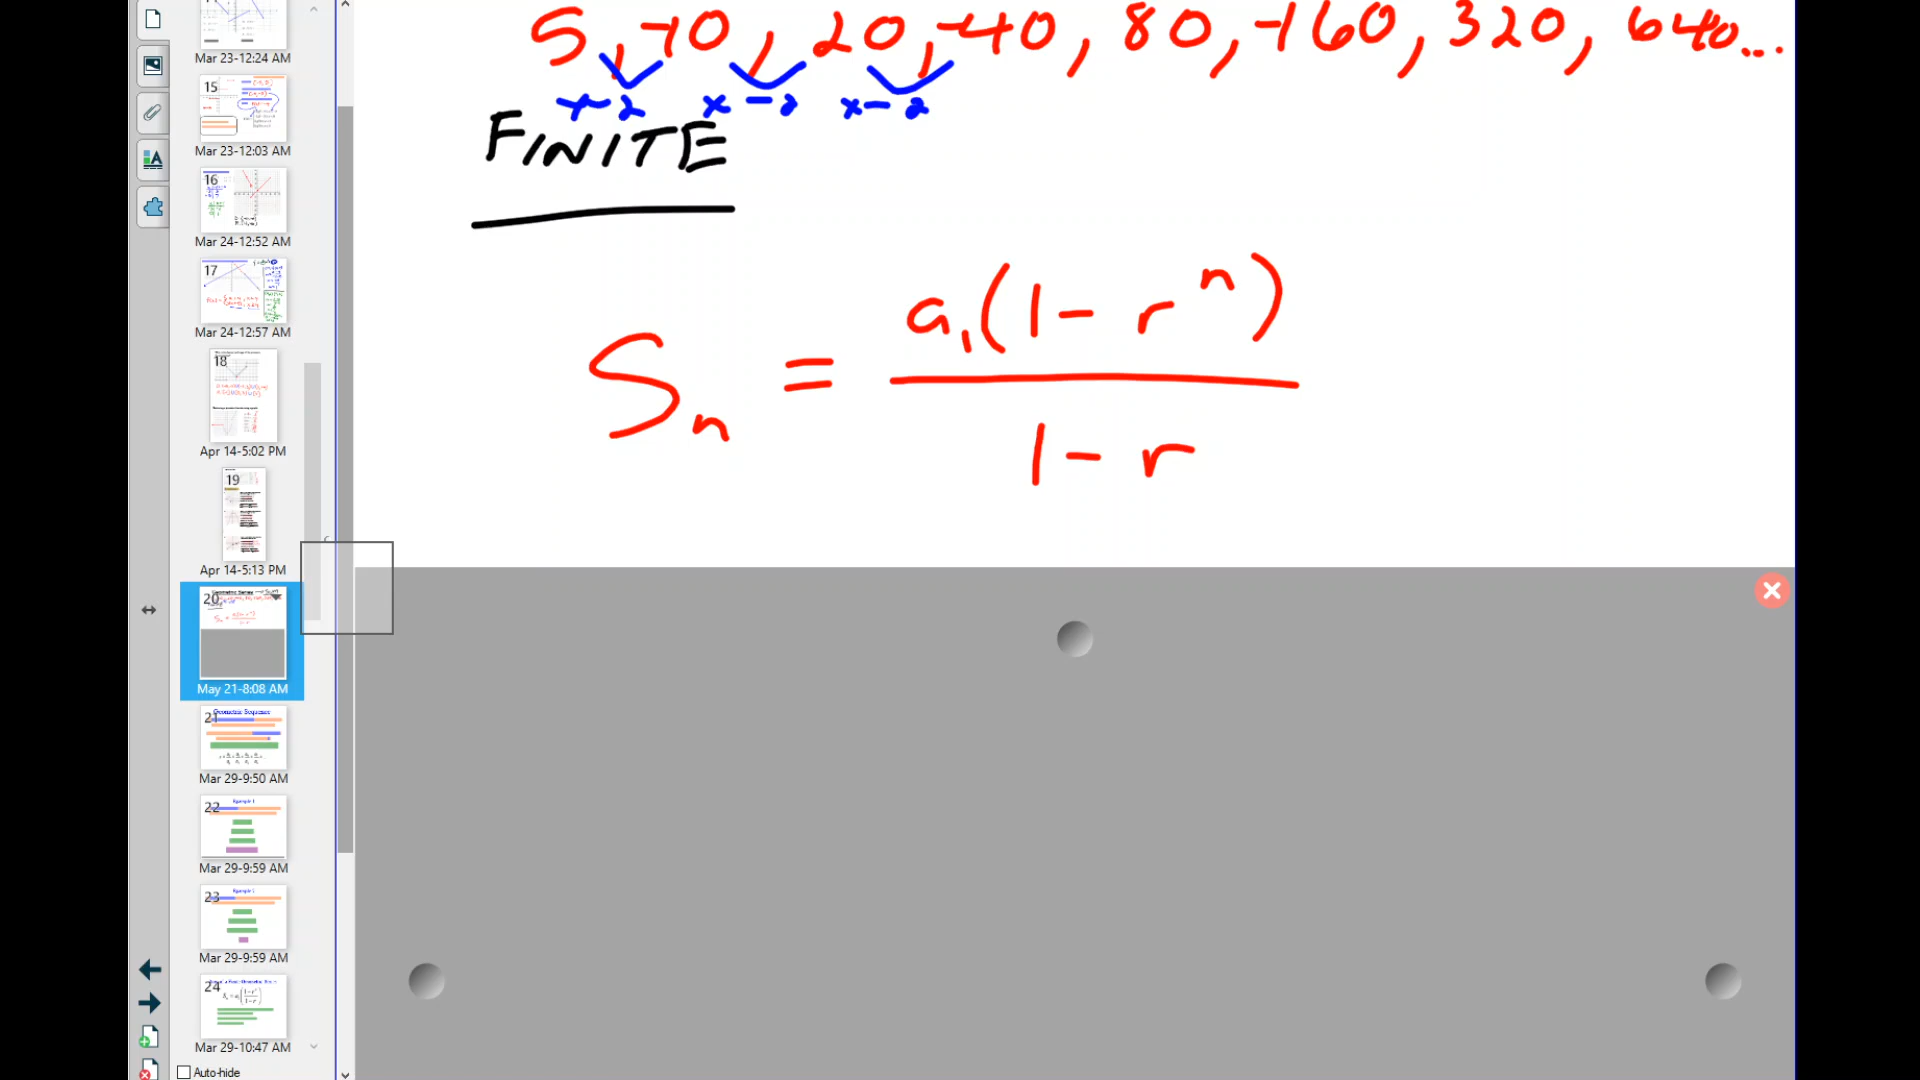 5, -10, 20, -40, 80, -160, 320, 640...
x-2 x-2 x-2
FINITE
Sn = a₁(1 - rⁿ)
1 - r
Mar 23-12:24 AM
15
Mar 23-12:03 AM
16
Mar 24-12:52 AM
17
Mar 24-12:57 AM
18
Apr 14-5:02 PM
19
Apr 14-5:13 PM
20
May 21-8:08 AM
21
Geometric Sequence
Mar 29-9:50 AM
22
Mar 29-9:59 AM
23
Mar 29-9:59 AM
24
Mar 29-10:47 AM
Auto-hide